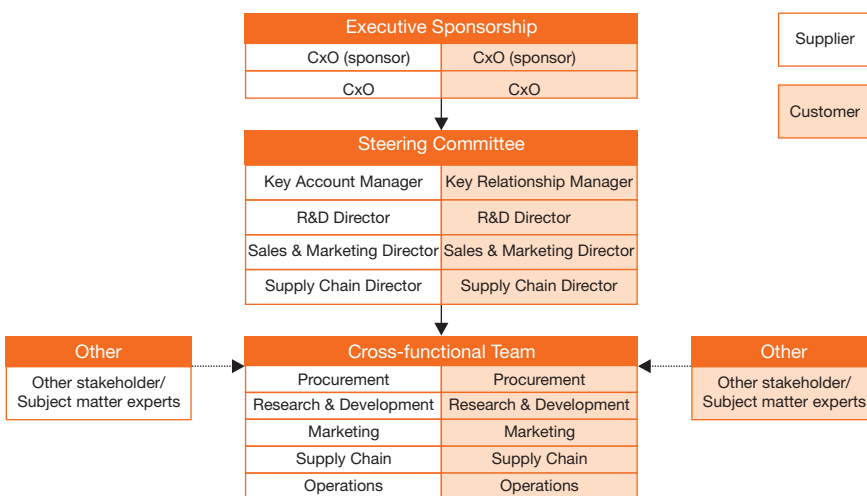 Executive Sponsorship
CxO (sponsor) CxO (sponsor)
CxO CxO
Supplier
Customer
Steering Committee
Key Account Manager Key Relationship Manager
R&D Director R&D Director
Sales & Marketing Director Sales & Marketing Director
Supply Chain Director Supply Chain Director
Other
Other stakeholder/
Subject matter experts
Cross-functional Team
Procurement Procurement
Research & Development Research & Development
Marketing Marketing
Supply Chain Supply Chain
Operations Operations
Other
Other stakeholder/
Subject matter experts